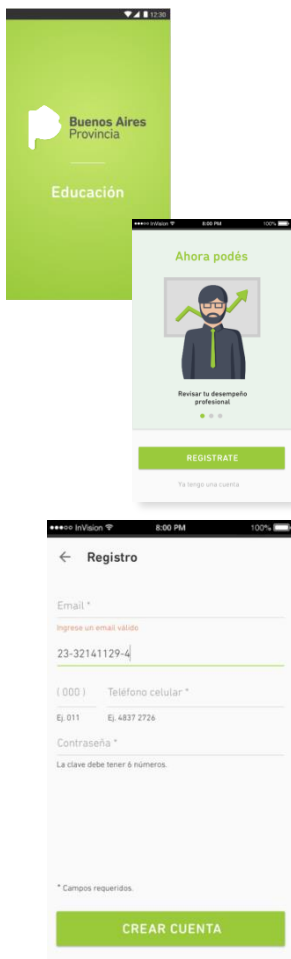 12:30
Buenos Aires
Provincia
Educación
InVision 8:00 PM 100%
Ahora podés
Revisar tu desempeño
profesional
REGISTRATE
Ya tengo una cuenta
InVision 8:00 PM 100%
← Registro
Email *
Ingrese un email válido
23-32141129-4
( 000 ) Teléfono celular *
Ej. 011 Ej. 4837 2726
Contraseña *
La clave debe tener 6 números.
* Campos requeridos.
CREAR CUENTA